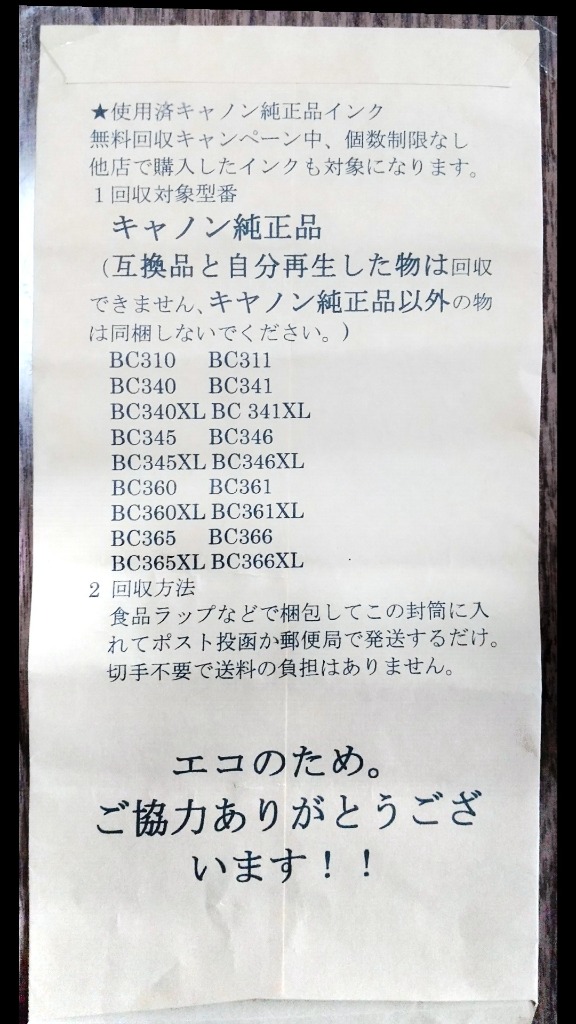 ★使用済キャノン純正品インク
無料回収キャンペーン中、個数制限なし
他店で購入したインクも対象になります。
1回収対象型番
キャノン純正品
（互換品と自分再生した物は回収
できません、キヤノン純正品以外の物
は同梱しないでください。)
BC310 BC311
BC340 BC341
BC340XL BC 341XL
BC345 BC346
BC345XL BC346XL
BC360 BC361
BC360XL BC361XL
BC365 BC366
BC365XL BC366XL
2 回収方法
食品ラップなどで梱包してこの封筒に入
れてポスト投函か郵便局で発送するだけ。
切手不要で送料の負担はありません。
エコのため。
ご協力ありがとうござ
います！！